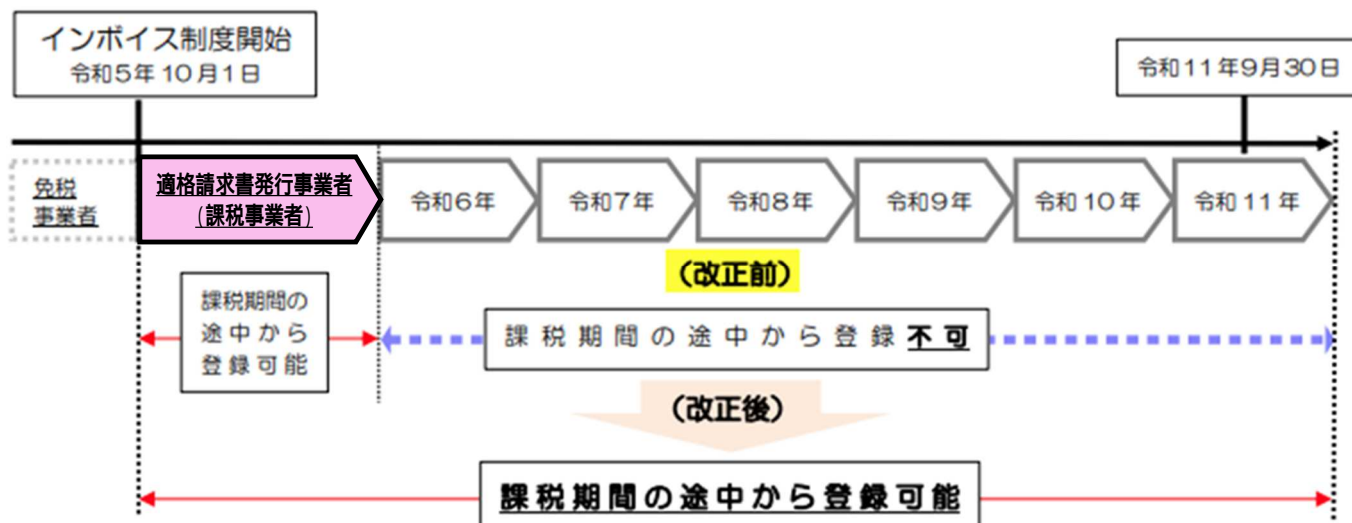 インボイス制度開始
令和5年10月1日
令和11年9月30日
免税
事業者
適格請求書発行事業者
(課税事業者)
令和6年
令和7年
令和8年
令和9年
令和10年
令和11年
(改正前)
課税期間の
途中から
登録可能
課税期間の途中から登録不可
(改正後)
課税期間の途中から登録可能